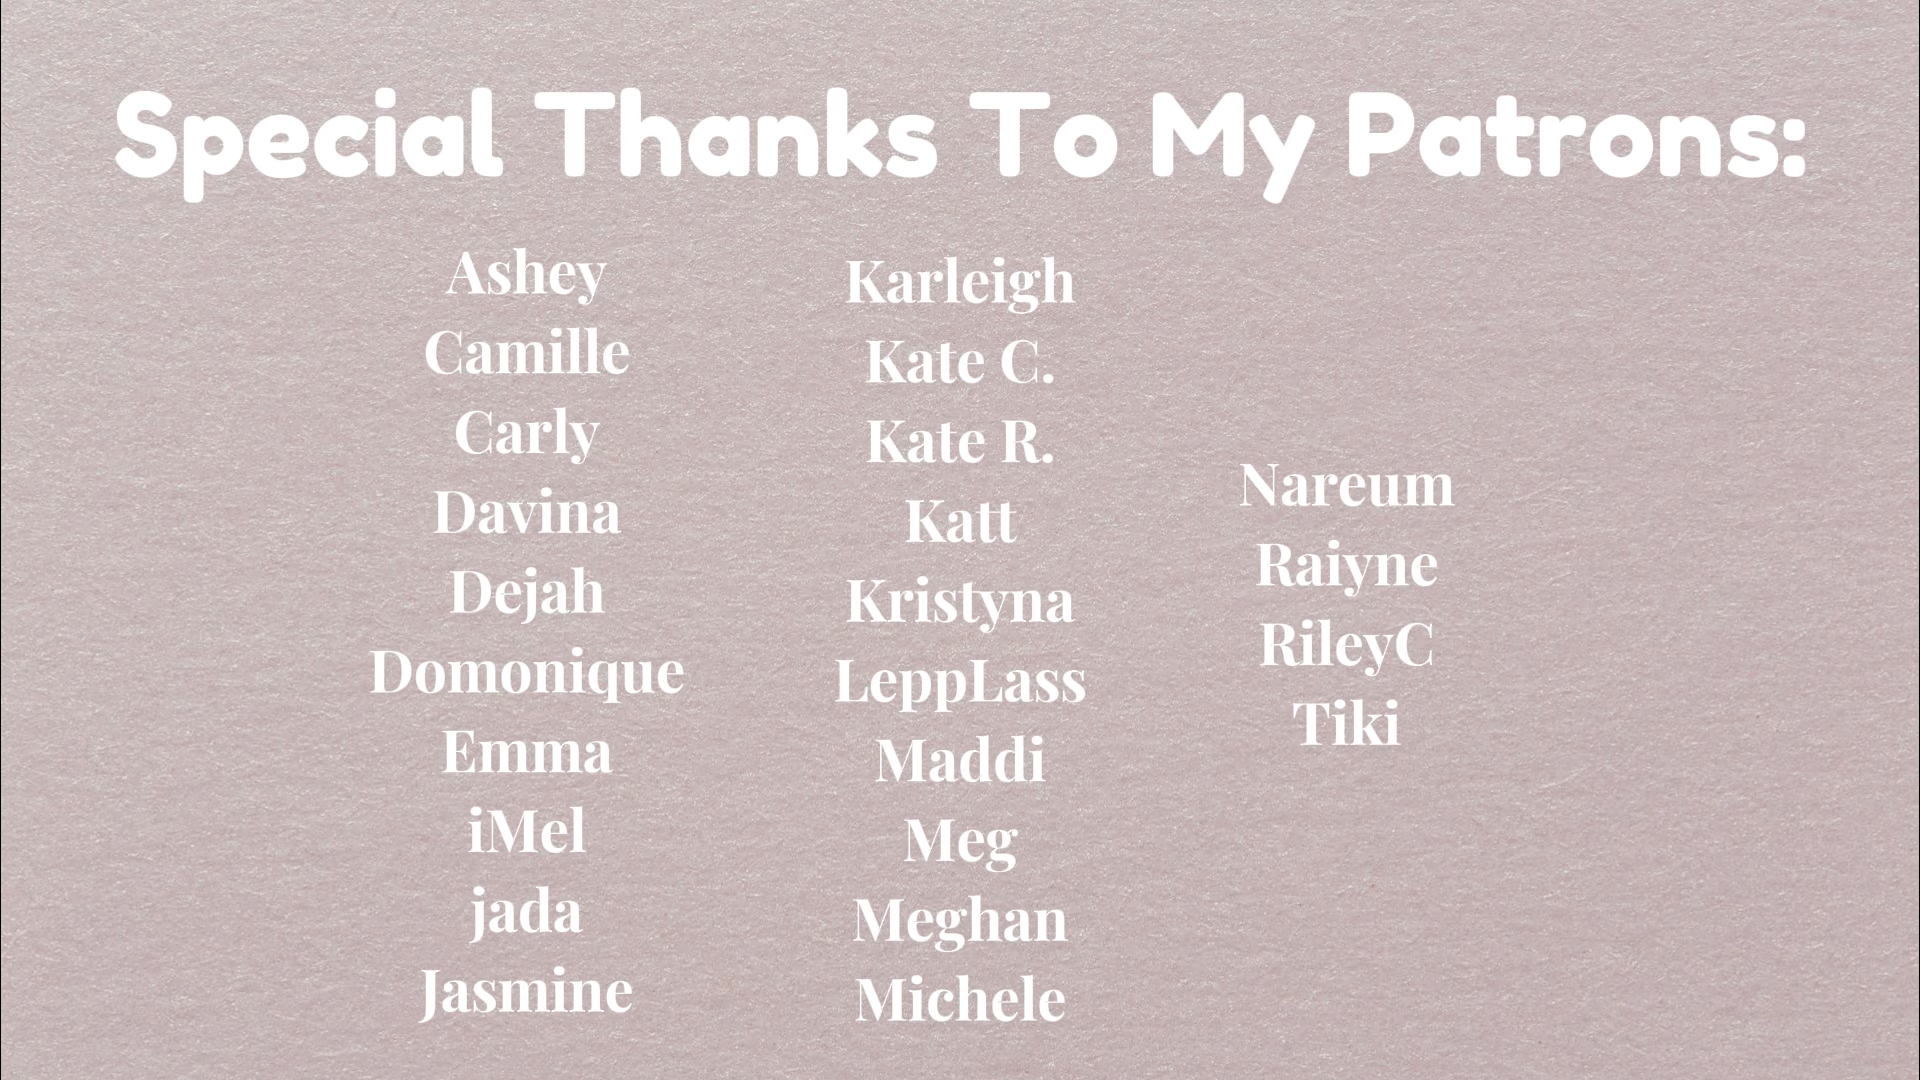 Special Thanks To My Patrons:
Ashey
Camille
Carly
Davina
Dejah
Domonique
Emma
iMel
jada
Jasmine
Karleigh
Kate C.
Kate R.
Katt
Kristyna
LeppLass
Maddi
Meg
Meghan
Michele
Nareum
Raiyne
RileyC
Tiki